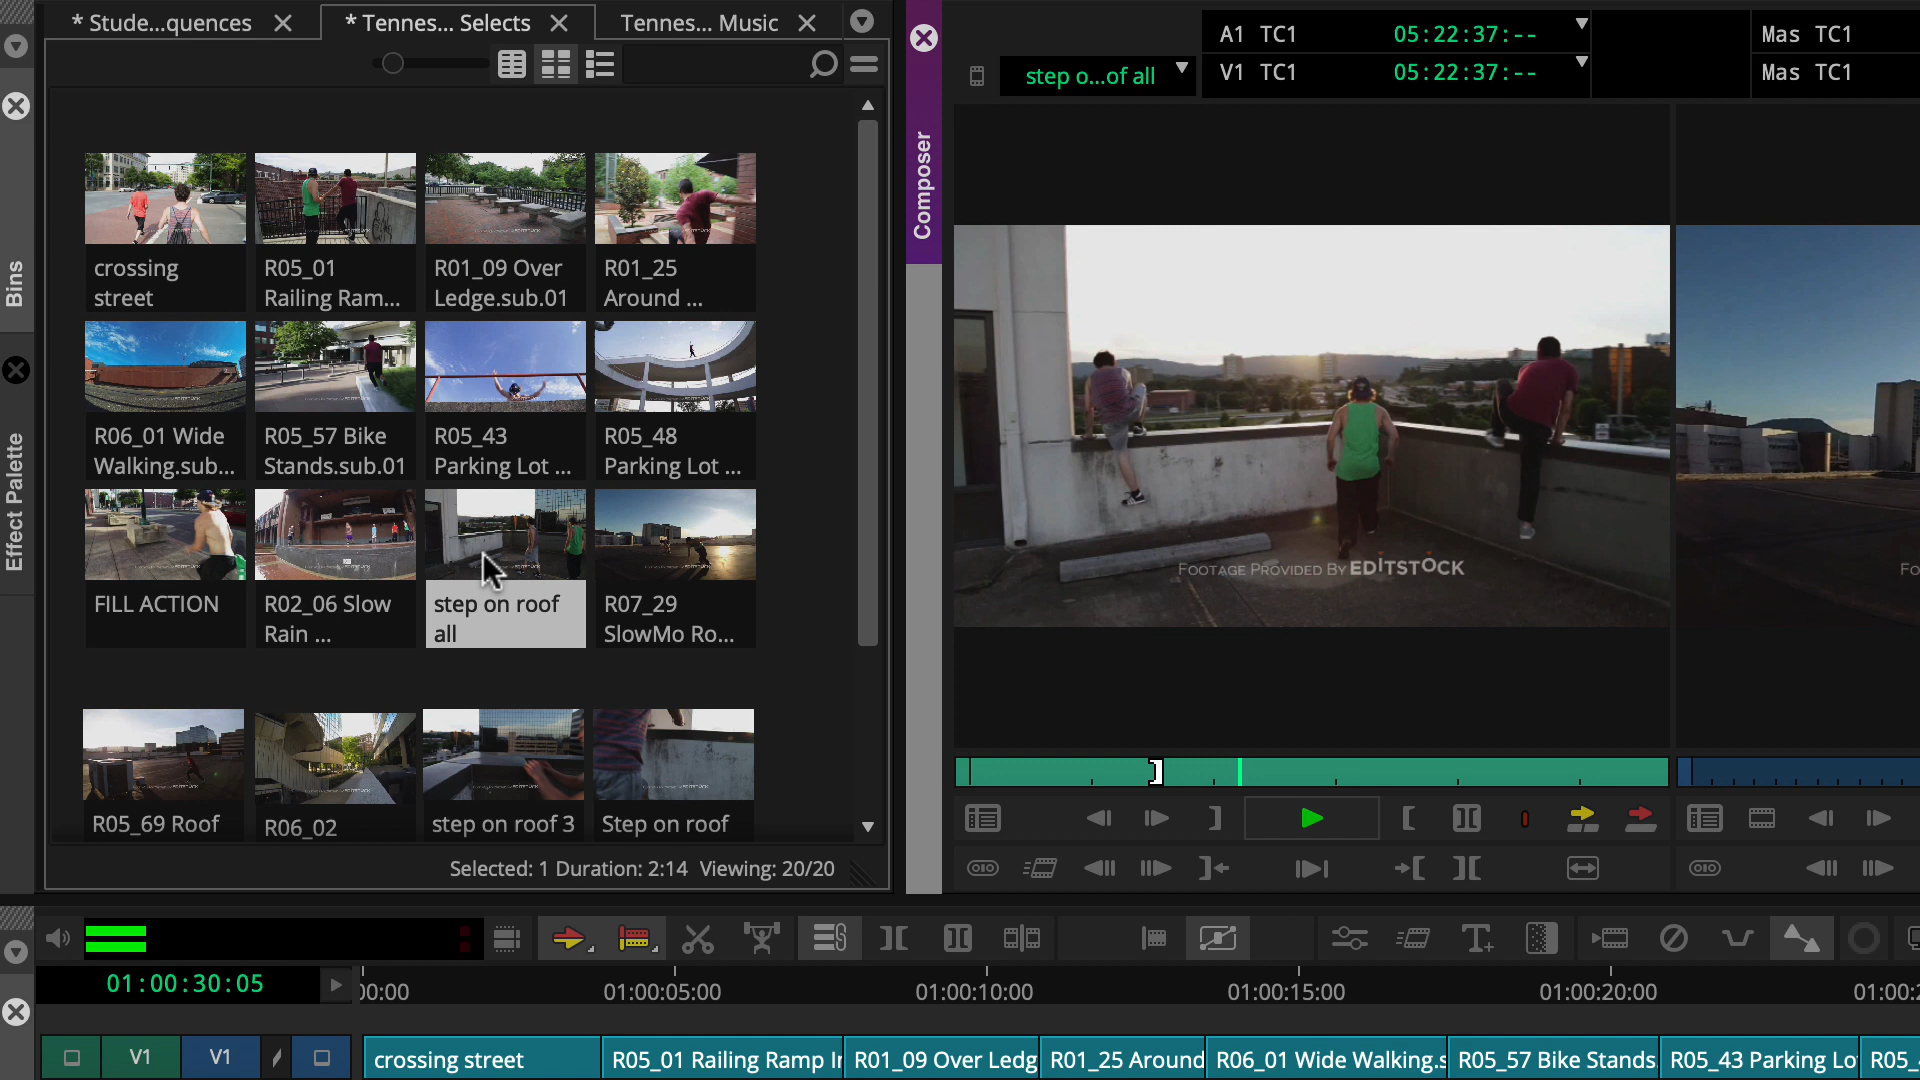 * Stude...quences
* Tennes... Selects
Tennes... Music
Bins
Effect Palette
crossing
street
R05_01
Railing Ram...
R01_09 Over
Ledge.sub.01
R01_25
Around ...
R06_01 Wide
Walking.sub...
R05_57 Bike
Stands.sub.01
R05_43
Parking Lot ...
R05_48
Parking Lot ...
FILL ACTION
R02_06 Slow
Rain ...
step on roof
all
R07_29
SlowMo Ro...
R05_69 Roof
R06_02
step on roof 3
Step on roof
Selected: 1 Duration: 2:14 Viewing: 20/20
Composer
step o...of all
A1 TC1 05:22:37:--
V1 TC1 05:22:37:--
Mas TC1
Mas TC1
FOOTAGE PROVIDED BY EDITSTOCK
Fo
01:00:30:05
00:00
01:00:05:00
01:00:10:00
01:00:15:00
01:00:20:00
01:00:2
V1
V1
crossing street
R05_01 Railing Ramp I
R01_09 Over Ledg
R01_25 Around
R06_01 Wide Walking.s
R05_57 Bike Stands.
R05_43 Parking Lo
R05_